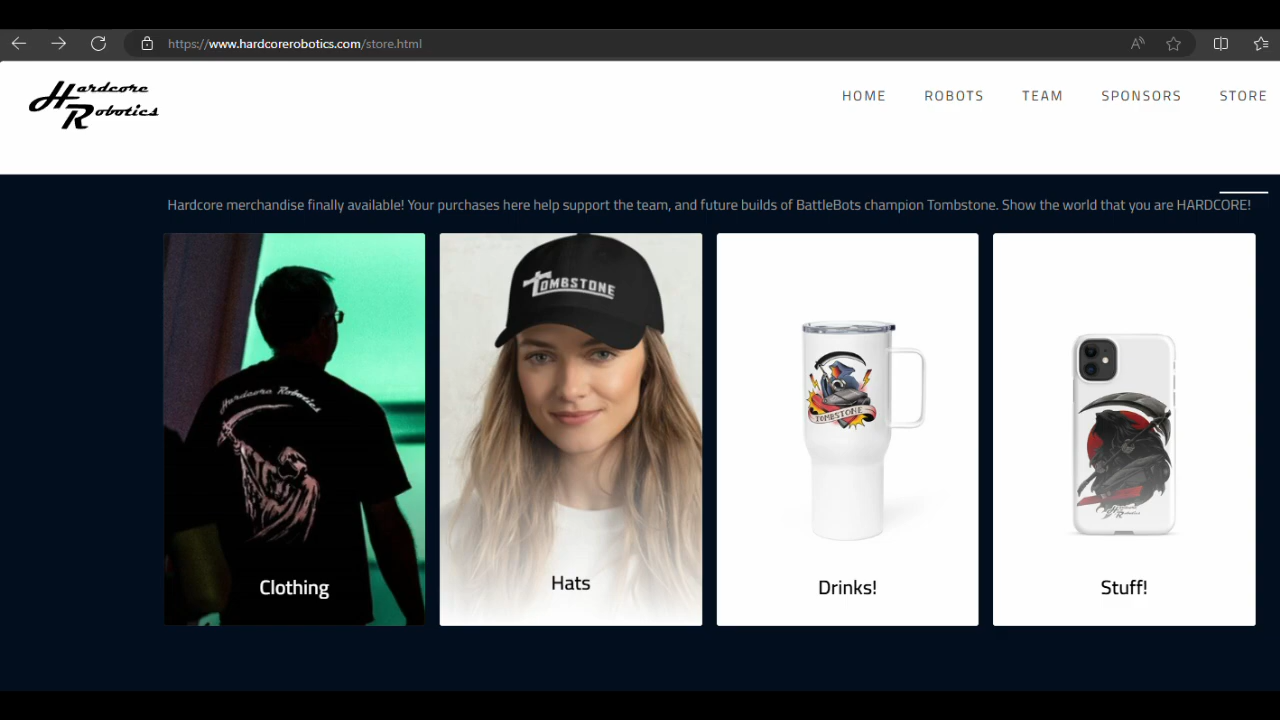 https://www.hardcorerobotics.com/store.html
Hardcore
Robotics
HOME ROBOTS TEAM SPONSORS STORE
Hardcore merchandise finally available! Your purchases here help support the team, and future builds of BattleBots champion Tombstone. Show the world that you are HARDCORE!
Hardcore Robotics
TOMBSTONE
TOMBSTONE
Hardcore
Robotics
Clothing
Hats
Drinks!
Stuff!